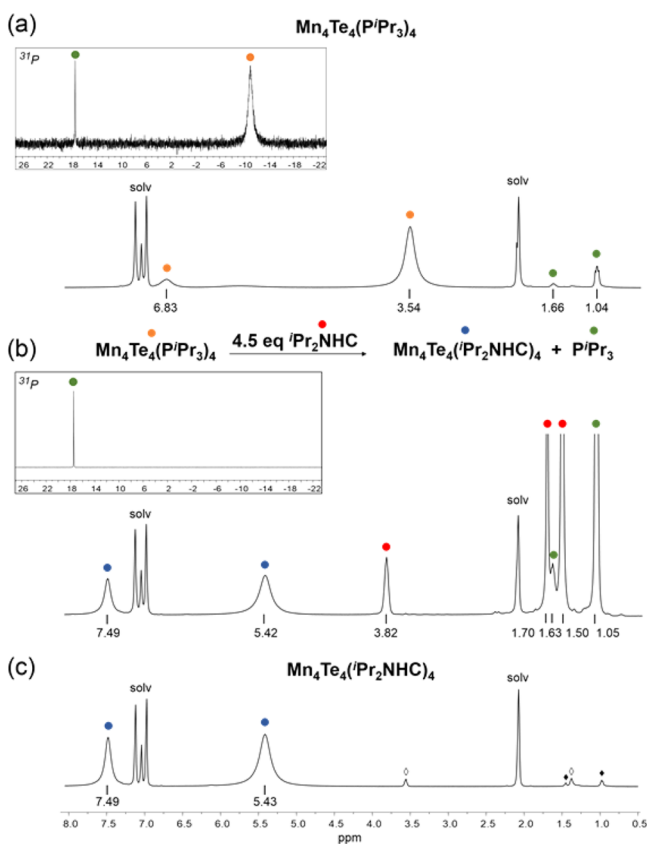 (a) Mn₄Te₄(PⁱPr₃)₄
³¹P
26 22 18 14 10 6 2 -2 -6 -10 -14 -18 -22
solv solv
6.83 3.54 1.66 1.04
(b) Mn₄Te₄(PⁱPr₃)₄ 4.5 eq ⁱPr₂NHC Mn₄Te₄(ⁱPr₂NHC)₄ + PⁱPr₃
³¹P
26 22 18 14 10 6 2 -2 -6 -10 -14 -18 -22
solv solv
7.49 5.42 3.82 1.70 1.63 1.50 1.05
(c) Mn₄Te₄(ⁱPr₂NHC)₄
solv solv
7.49 5.43
8.0 7.5 7.0 6.5 6.0 5.5 5.0 4.5 4.0 3.5 3.0 2.5 2.0 1.5 1.0 0.5
ppm